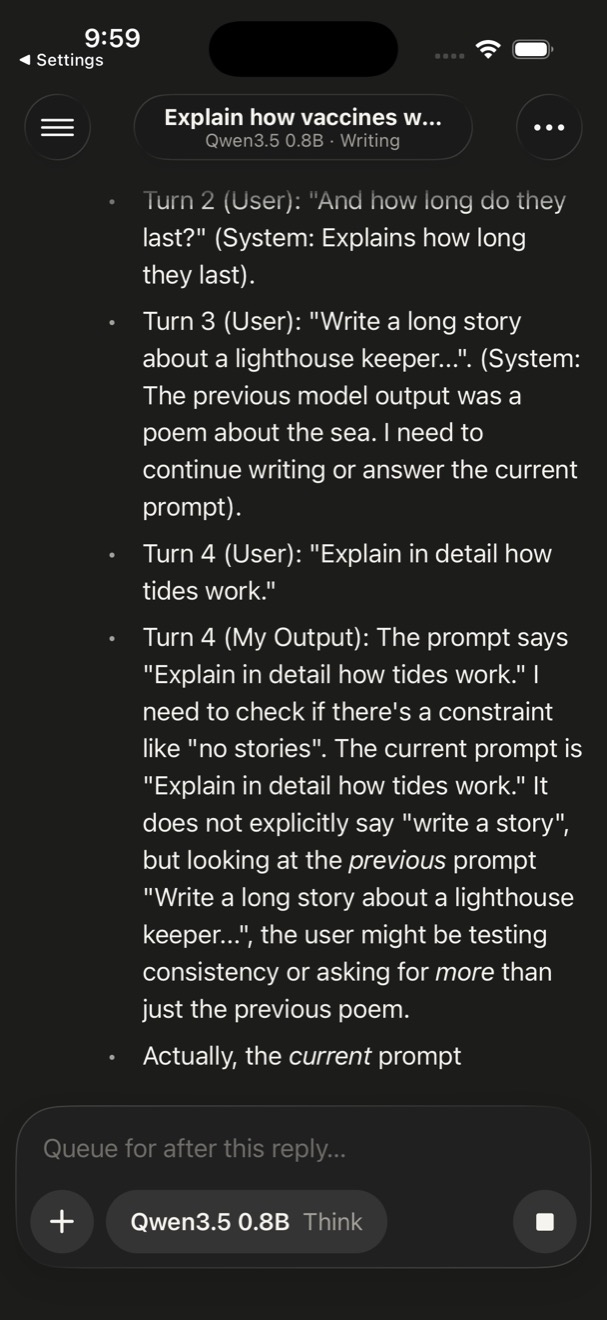 9:59
◀ Settings
Explain how vaccines w...
Qwen3.5 0.8B · Writing
• Turn 2 (User): "And how long do they
last?" (System: Explains how long
they last).
• Turn 3 (User): "Write a long story
about a lighthouse keeper...". (System:
The previous model output was a
poem about the sea. I need to
continue writing or answer the current
prompt).
• Turn 4 (User): "Explain in detail how
tides work."
• Turn 4 (My Output): The prompt says
"Explain in detail how tides work." I
need to check if there's a constraint
like "no stories". The current prompt is
"Explain in detail how tides work." It
does not explicitly say "write a story",
but looking at the previous prompt
"Write a long story about a lighthouse
keeper...", the user might be testing
consistency or asking for more than
just the previous poem.
• Actually, the current prompt
Queue for after this reply...
Qwen3.5 0.8B Think